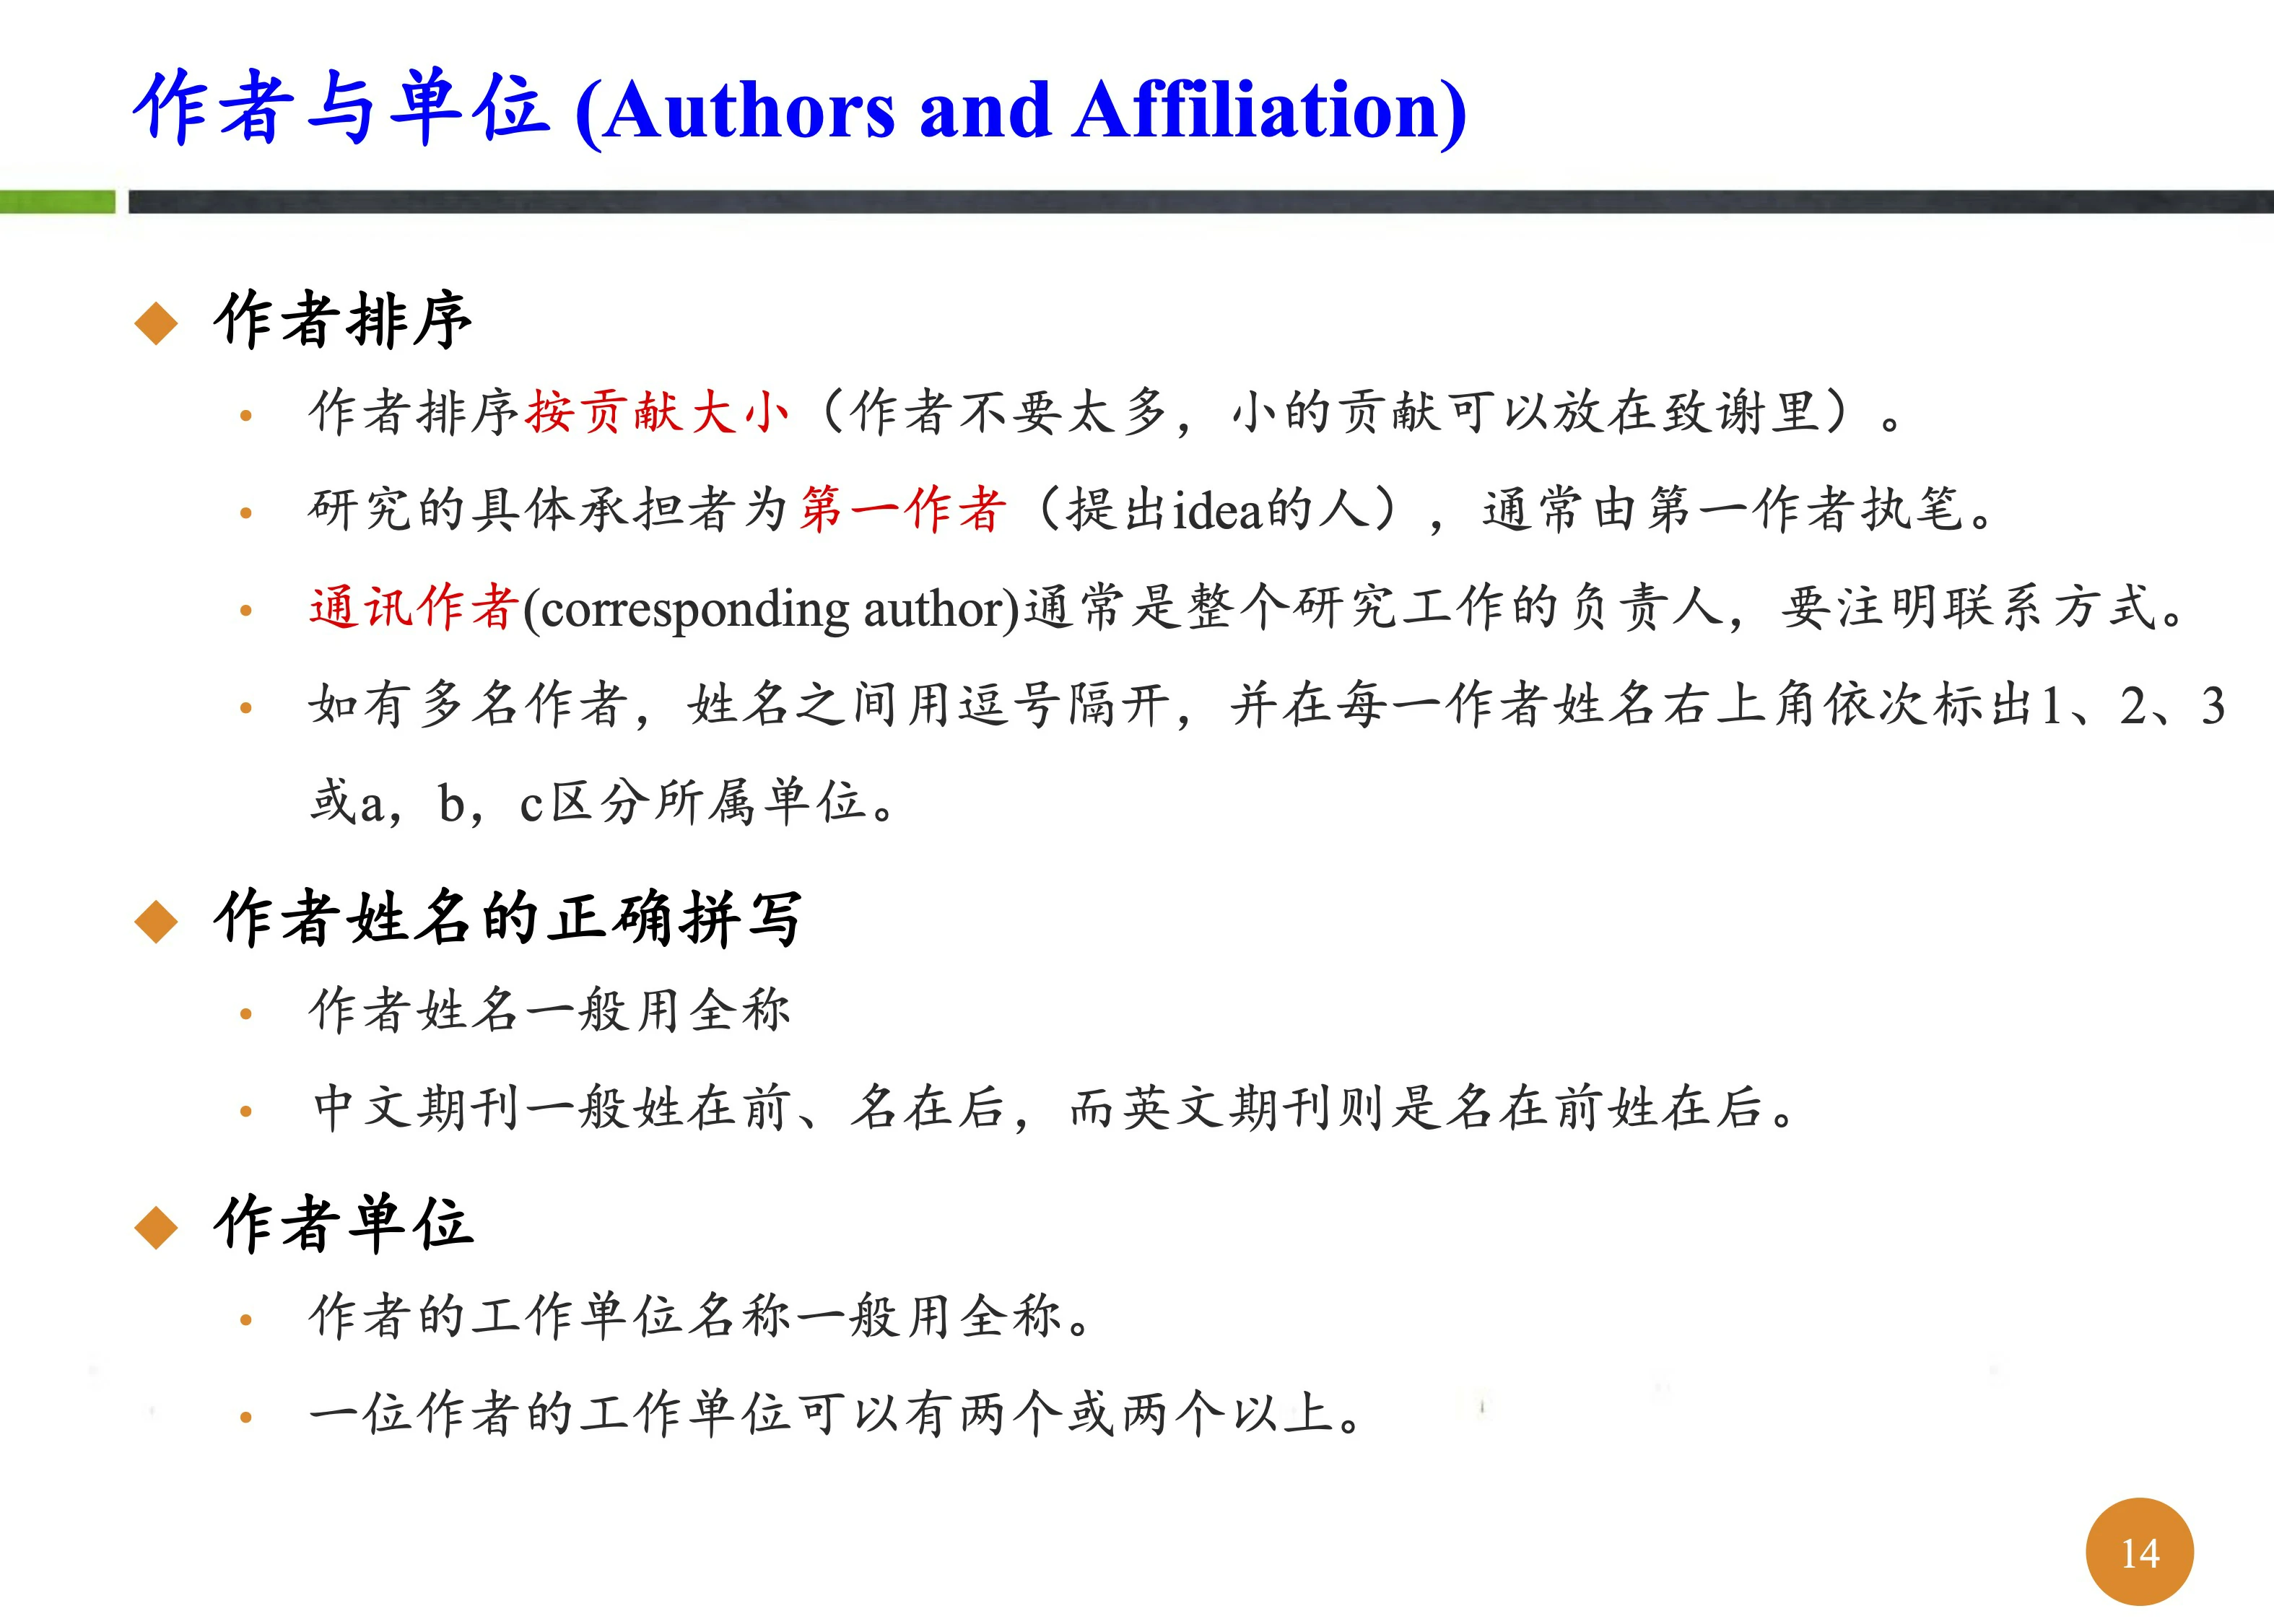 作者与单位 (Authors and Affiliation)
作者排序
作者排序按贡献大小（作者不要太多，小的贡献可以放在致谢里）。
研究的具体承担者为第一作者（提出idea的人），通常由第一作者执笔。
通讯作者(corresponding author)通常是整个研究工作的负责人，要注明联系方式。
如有多名作者，姓名之间用逗号隔开，并在每一作者姓名右上角依次标出1、2、3
或a，b，c区分所属单位。
作者姓名的正确拼写
作者姓名一般用全称
中文期刊一般姓在前、名在后，而英文期刊则是名在前姓在后。
作者单位
作者的工作单位名称一般用全称。
一位作者的工作单位可以有两个或两个以上。
14